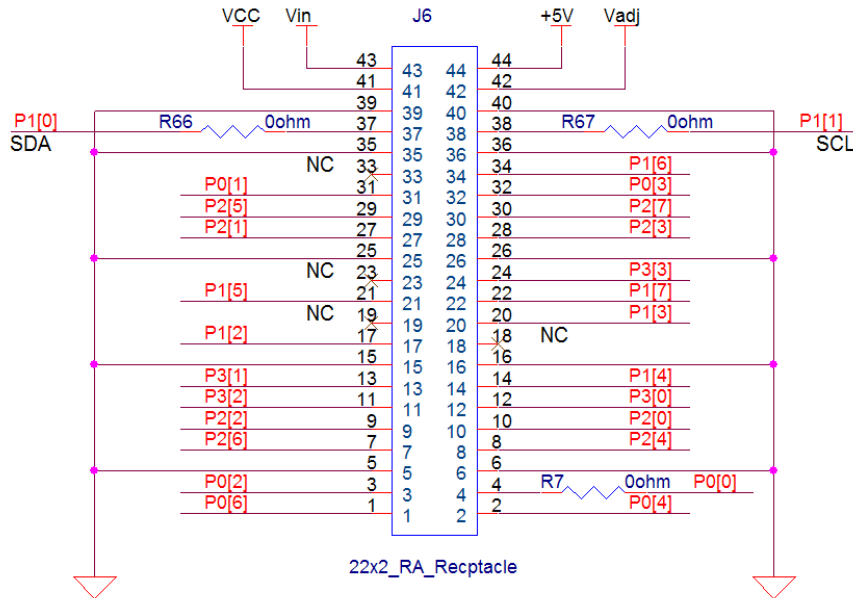 VCC Vin J6 +5V Vadj
43 43 44 44
41 41 42 42
39 39 40 40
P1[0] R66 0ohm 37 37 38 38 R67 0ohm P1[1]
SDA SCL
35 35 36 36
NC 33 33 34 34 P1[6]
P0[1] 31 31 32 32 P0[3]
P2[5] 29 29 30 30 P2[7]
P2[1] 27 27 28 28 P2[3]
25 25 26 26
NC 23 23 24 24 P3[3]
P1[5] 21 21 22 22 P1[7]
NC 19 19 20 20 P1[3]
P1[2] 17 17 18 18 NC
15 15 16 16
P3[1] 13 13 14 14 P1[4]
P3[2] 11 11 12 12 P3[0]
P2[2] 9 9 10 10 P2[0]
P2[6] 7 7 8 8 P2[4]
5 5 6 6
P0[2] 3 3 4 4 R7 0ohm P0[0]
P0[6] 1 1 2 2 P0[4]
22x2_RA_Recptacle